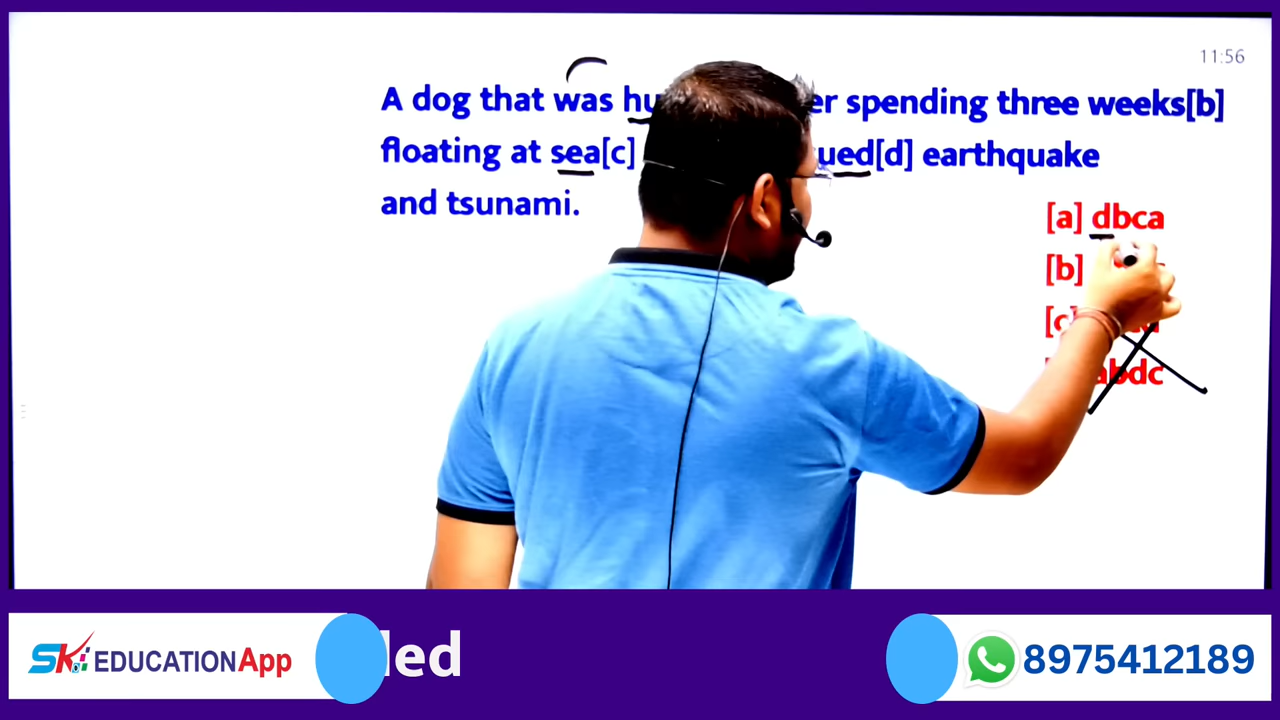 11:56
A dog that was hu er spending three weeks[b]
floating at sea[c] ued[d] earthquake
and tsunami.
[a] dbca
[b]
[c]
abdc
SK EDUCATIONApp
led
8975412189